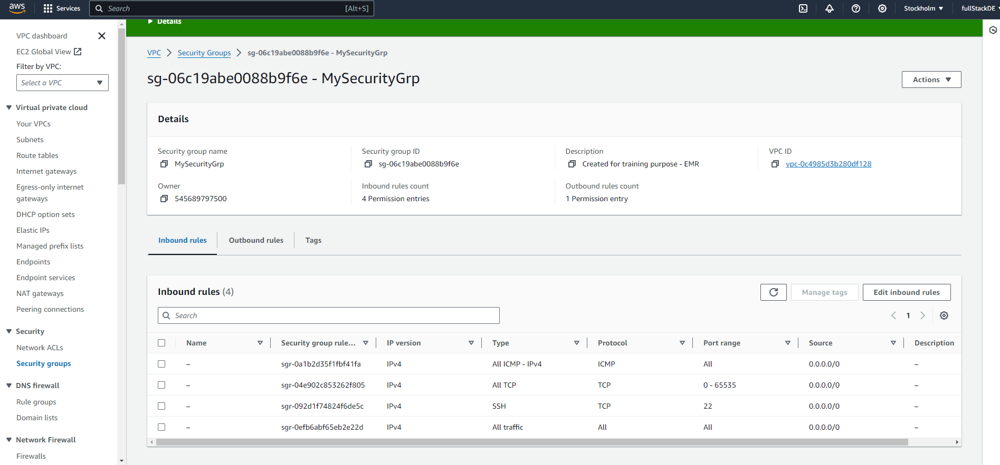 aws
Services
Search
[Alt+S]
Stockholm
fullStackDE
VPC dashboard
EC2 Global View
Filter by VPC:
Select a VPC
Virtual private cloud
Your VPCs
Subnets
Route tables
Internet gateways
Egress-only internet
gateways
DHCP option sets
Elastic IPs
Managed prefix lists
Endpoints
Endpoint services
NAT gateways
Peering connections
Security
Network ACLs
Security groups
DNS firewall
Rule groups
Domain lists
Network Firewall
Firewalls
Details
VPC > Security Groups > sg-06c19abe0088b9f6e - MySecurityGrp
sg-06c19abe0088b9f6e - MySecurityGrp
Actions
Details
Security group name
MySecurityGrp
Security group ID
sg-06c19abe0088b9f6e
Description
Created for training purpose - EMR
VPC ID
vpc-0c4985d3b280df128
Owner
545689797500
Inbound rules count
4 Permission entries
Outbound rules count
1 Permission entry
Inbound rules
Outbound rules
Tags
Inbound rules (4)
Manage tags
Edit inbound rules
Search
1
Name Security group rule... IP version Type Protocol Port range Source Description
– sgr-0a1b2d35f1fbf41fa IPv4 All ICMP - IPv4 ICMP All 0.0.0.0/0 –
– sgr-04e902c853262f805 IPv4 All TCP TCP 0 - 65535 0.0.0.0/0 –
– sgr-092d1f74824f6de5c IPv4 SSH TCP 22 0.0.0.0/0 –
– sgr-0efb6abf65eb2e22d IPv4 All traffic All All 0.0.0.0/0 –